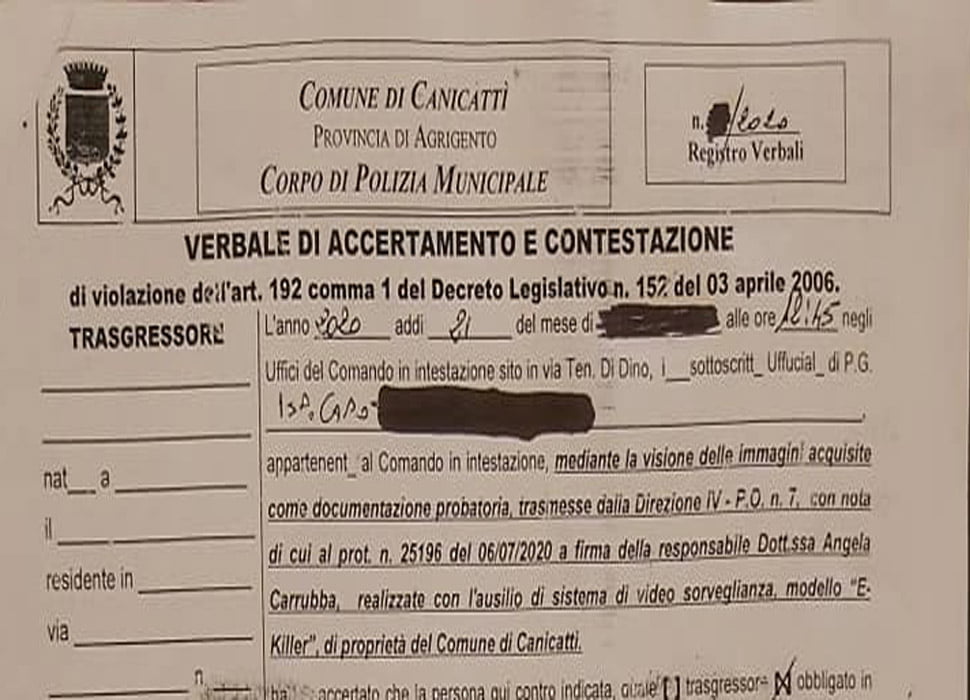 COMUNE DI CANICATTÌ
PROVINCIA DI AGRIGENTO
CORPO DI POLIZIA MUNICIPALE
n. /2020
Registro Verbali
VERBALE DI ACCERTAMENTO E CONTESTAZIONE
di violazione dell'art. 192 comma 1 del Decreto Legislativo n. 152 del 03 aprile 2006.
TRASGRESSORE
L'anno 2020 addì 21 del mese di alle ore 12:45 negli
Uffici del Comando in intestazione sito in via Ten. Di Dino, i__sottoscritt_ Ufficial_ di P.G.
Isp. Capo
appartenent_ al Comando in intestazione, mediante la visione delle immagini acquisite
come documentazione probatoria, trasmesse dalla Direzione IV - P.O. n. 7, con nota
di cui al prot. n. 25196 del 06/07/2020 a firma della responsabile Dott.ssa Angela
Carrubba, realizzate con l'ausilio di sistema di video sorveglianza, modello "E-
Killer", di proprietà del Comune di Canicattì.
nat__ a
il
residente in
via
n.
accertato che la persona qui contro indicata, quale [ ] trasgressore [X] obbligato in